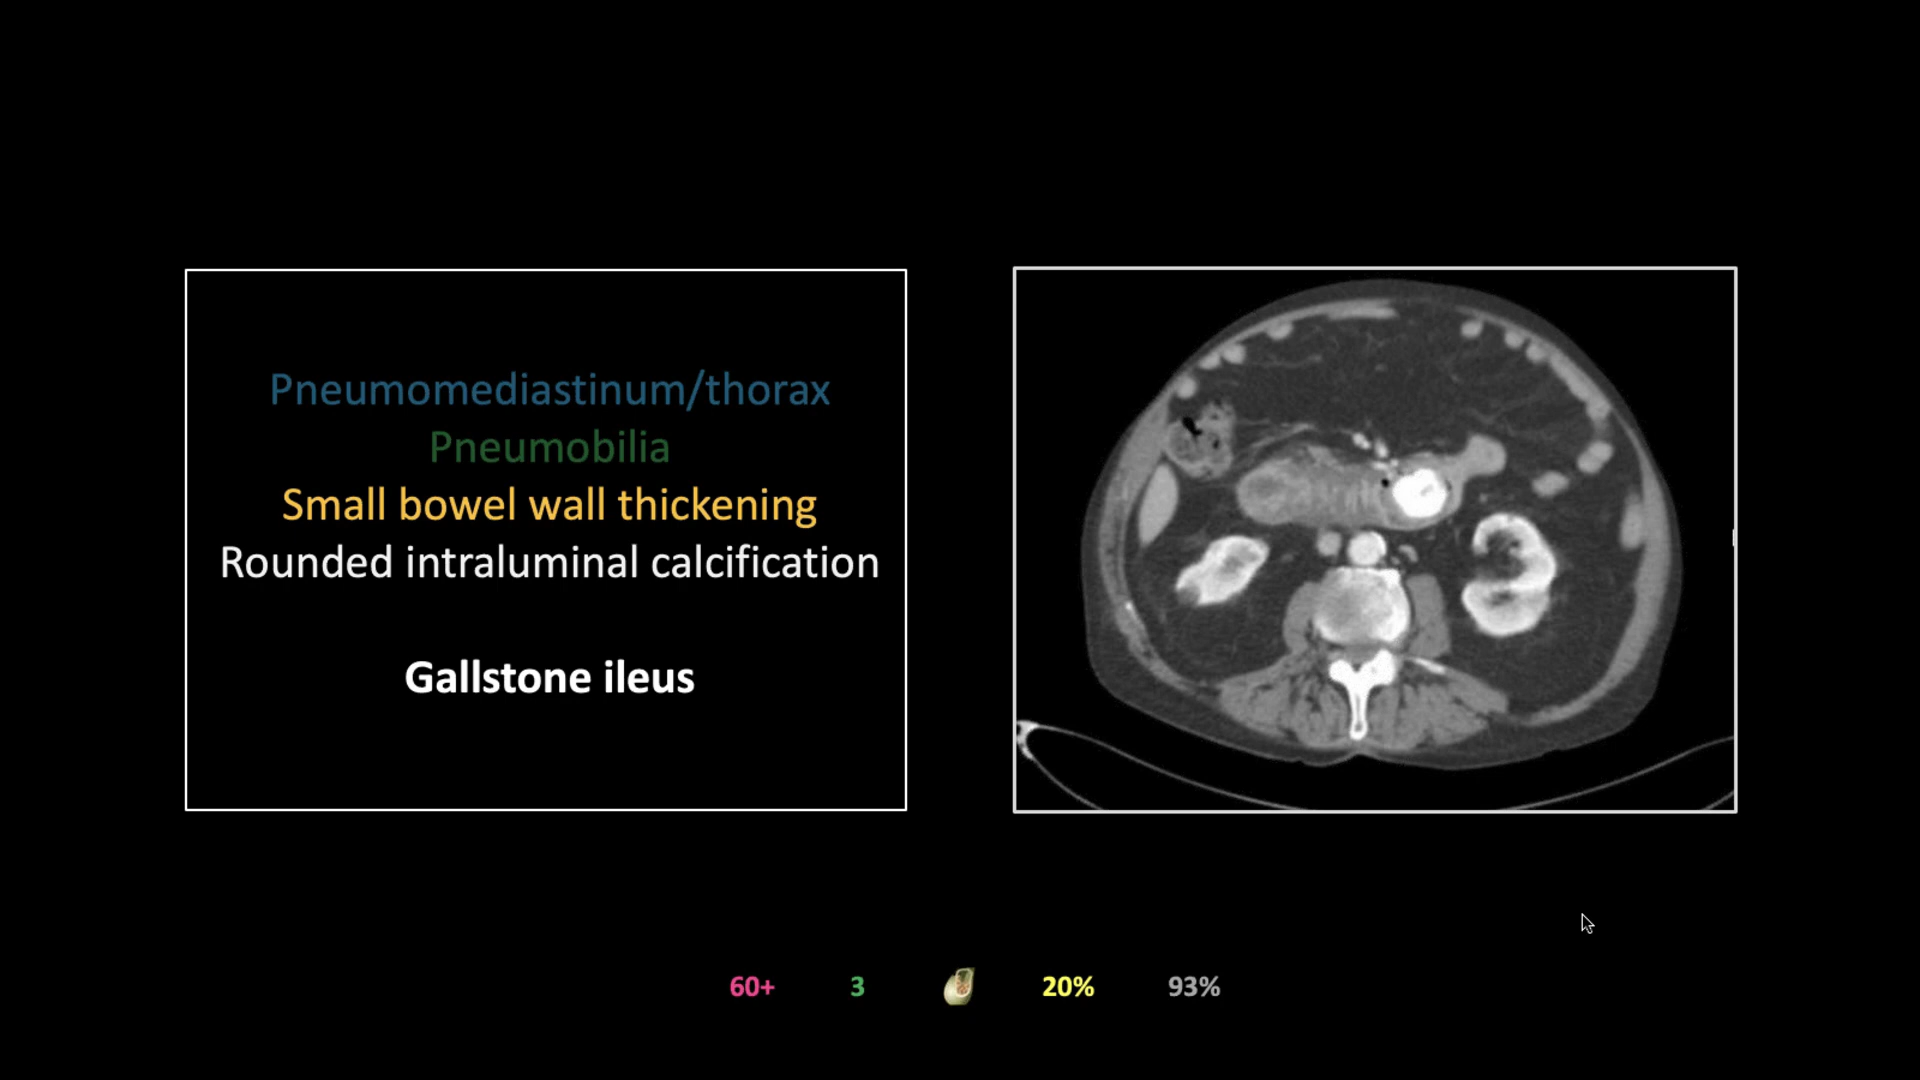 Pneumomediastinum/thorax
Pneumobilia
Small bowel wall thickening
Rounded intraluminal calcification
Gallstone ileus
60+ 3 20% 93%